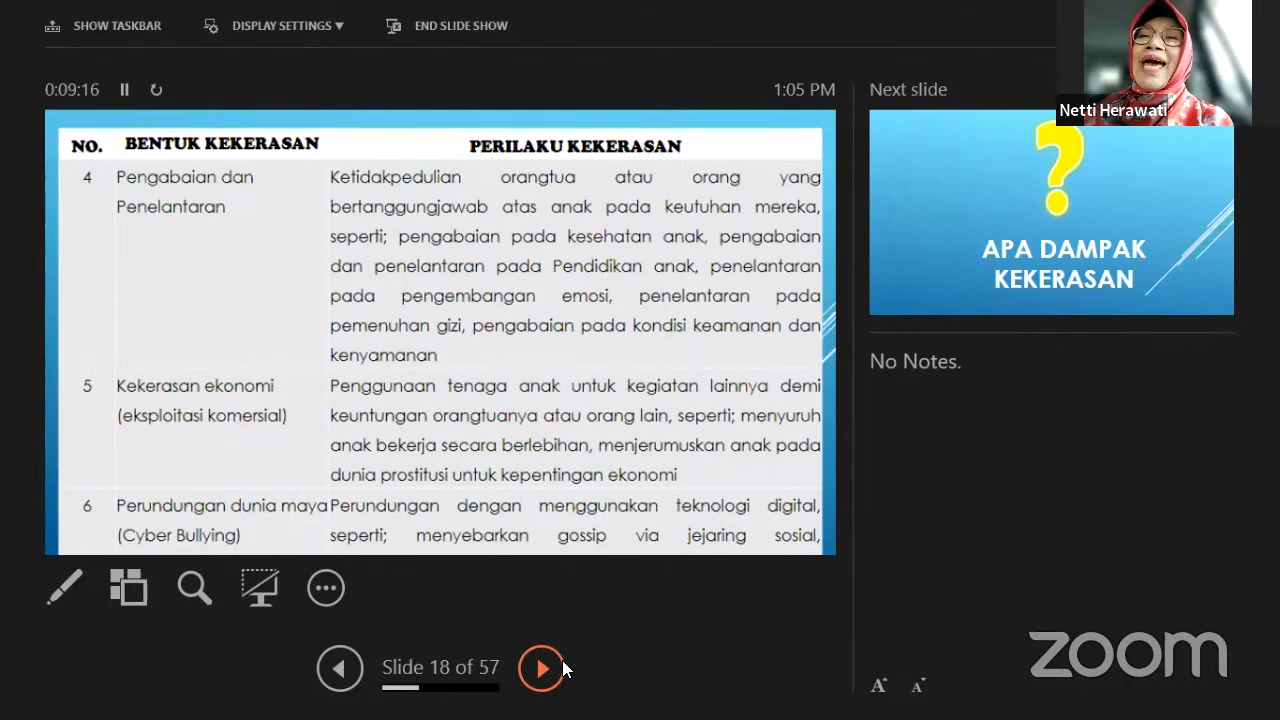 SHOW TASKBAR
DISPLAY SETTINGS ▼
END SLIDE SHOW
0:09:16
1:05 PM
Next slide
Netti Herawati
NO. BENTUK KEKERASAN PERILAKU KEKERASAN
4 Pengabaian dan Ketidakpedulian orangtua atau orang yang
Penelantaran bertanggungjawab atas anak pada keutuhan mereka,
seperti; pengabaian pada kesehatan anak, pengabaian
dan penelantaran pada Pendidikan anak, penelantaran
pada pengembangan emosi, penelantaran pada
pemenuhan gizi, pengabaian pada kondisi keamanan dan
kenyamanan
5 Kekerasan ekonomi Penggunaan tenaga anak untuk kegiatan lainnya demi
(eksploitasi komersial) keuntungan orangtuanya atau orang lain, seperti; menyuruh
anak bekerja secara berlebihan, menjerumuskan anak pada
dunia prostitusi untuk kepentingan ekonomi
6 Perundungan dunia maya Perundungan dengan menggunakan teknologi digital,
(Cyber Bullying) seperti; menyebarkan gossip via jejaring sosial,
?
APA DAMPAK
KEKERASAN
No Notes.
Slide 18 of 57
A A
zoom